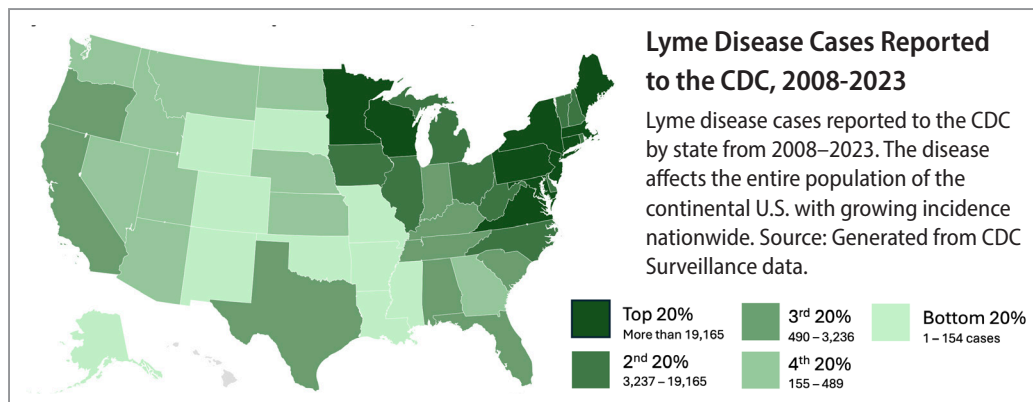 Lyme Disease Cases Reported
to the CDC, 2008-2023
Lyme disease cases reported to the CDC
by state from 2008–2023. The disease
affects the entire population of the
continental U.S. with growing incidence
nationwide. Source: Generated from CDC
Surveillance data.
Top 20%
More than 19,165
2nd 20%
3,237 – 19,165
3rd 20%
490 – 3,236
4th 20%
155 – 489
Bottom 20%
1 – 154 cases